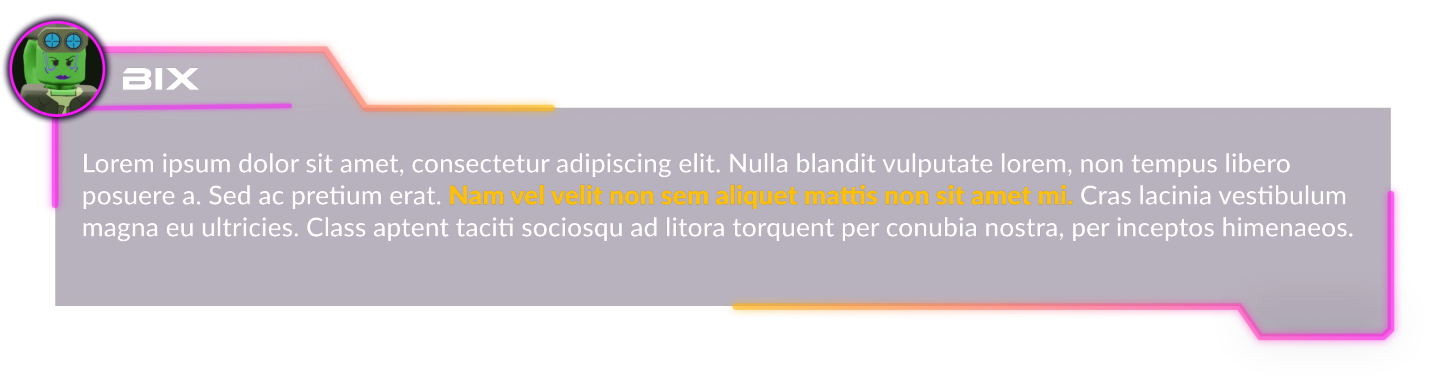 BIX
Lorem ipsum dolor sit amet, consectetur adipiscing elit. Nulla blandit vulputate lorem, non tempus libero
posuere a. Sed ac pretium erat. Nam vel velit non sem aliquet mattis non sit amet mi. Cras lacinia vestibulum
magna eu ultricies. Class aptent taciti sociosqu ad litora torquent per conubia nostra, per inceptos himenaeos.